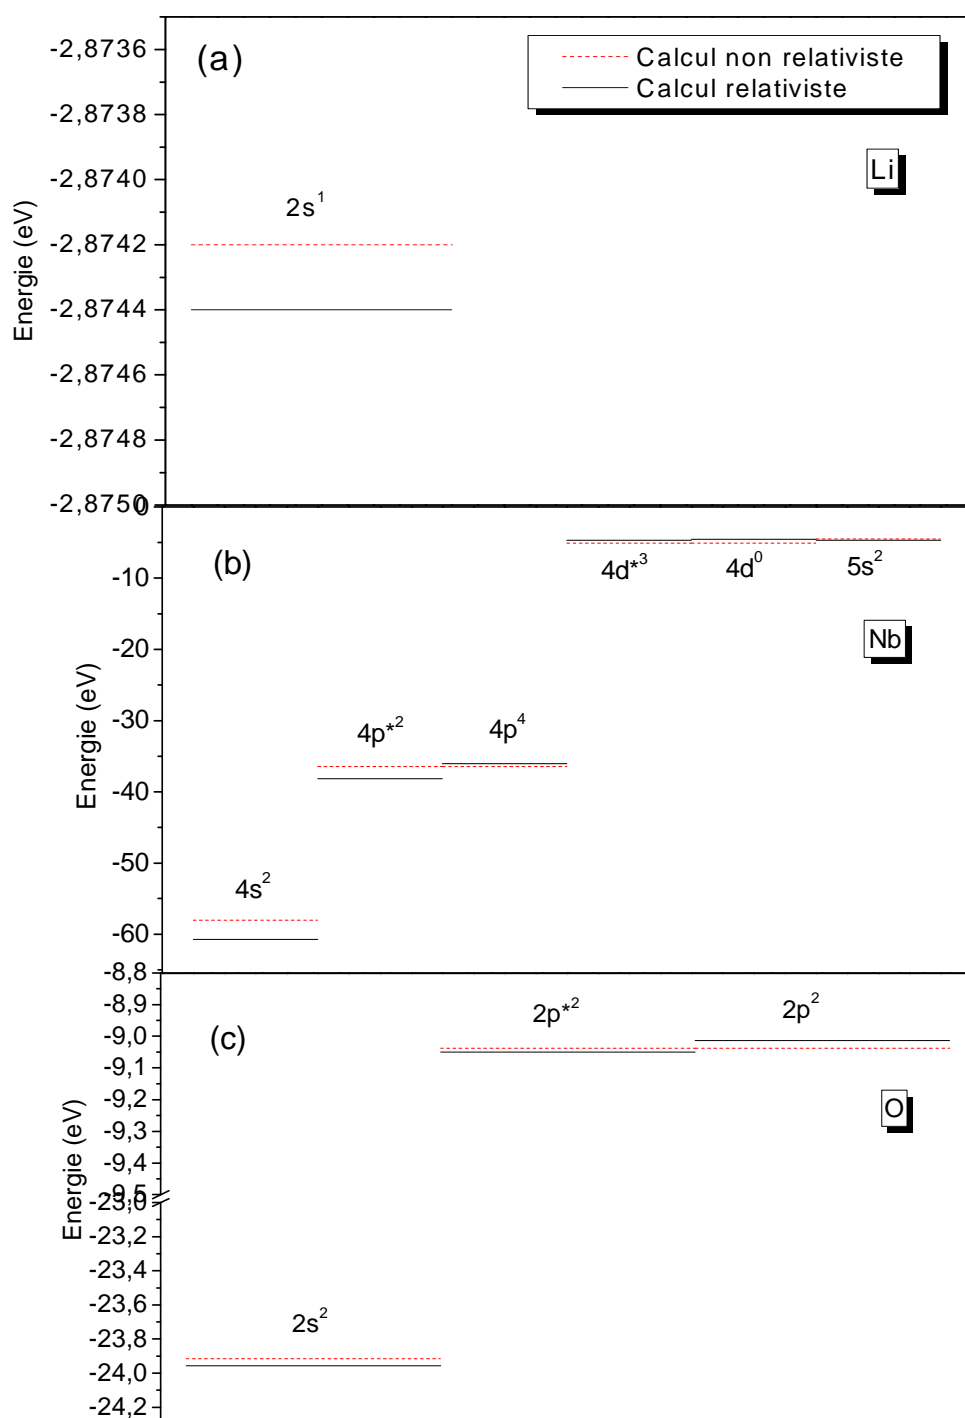 (a)
Calcul non relativiste
Calcul relativiste
Li
2s¹
Energie (eV)
-2,8736
-2,8738
-2,8740
-2,8742
-2,8744
-2,8746
-2,8748
-2,8750
(b)
4d*³
4d⁰
5s²
Nb
4p*²
4p⁴
4s²
Energie (eV)
0
-10
-20
-30
-40
-50
-60
(c)
2p*²
2p²
O
2s²
Energie (eV)
-8,8
-8,9
-9,0
-9,1
-9,2
-9,3
-9,4
-9,5
-23,0
-23,2
-23,4
-23,6
-23,8
-24,0
-24,2